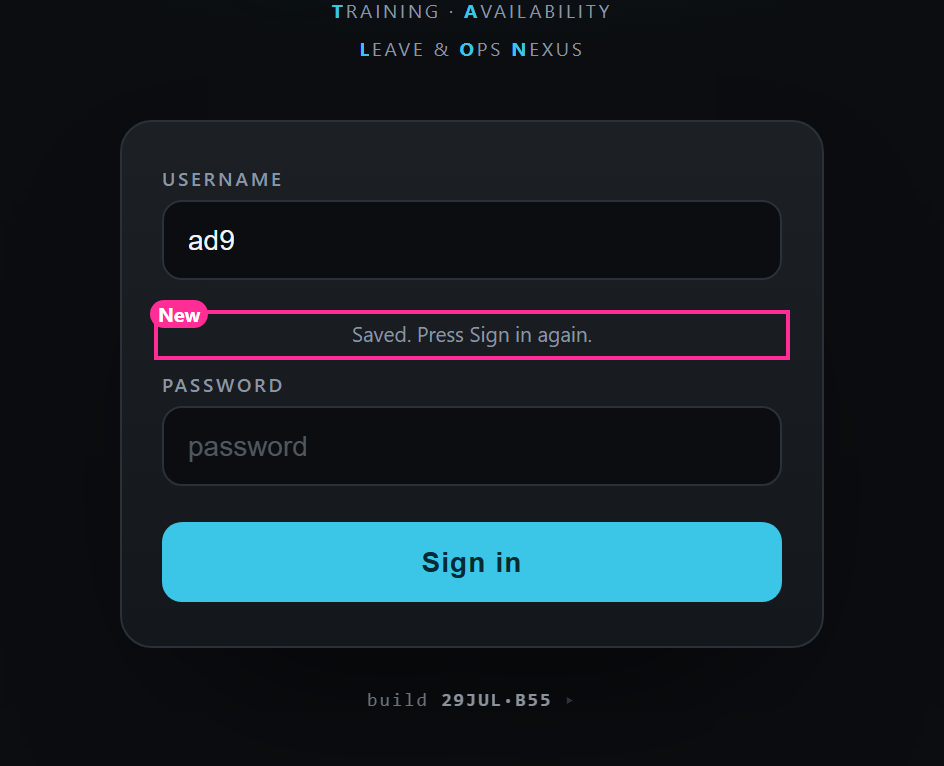 TRAINING · AVAILABILITY
LEAVE & OPS NEXUS
USERNAME
ad9
New
Saved. Press Sign in again.
PASSWORD
password
Sign in
build 29JUL·B55 ▸